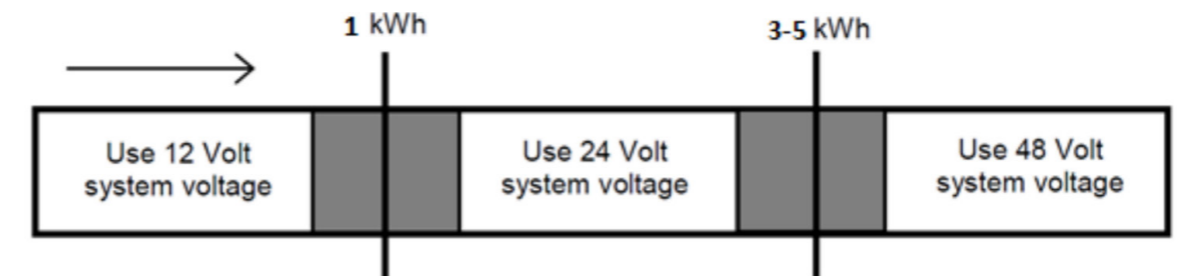 1 kWh
3-5 kWh
Use 12 Volt
system voltage
Use 24 Volt
system voltage
Use 48 Volt
system voltage